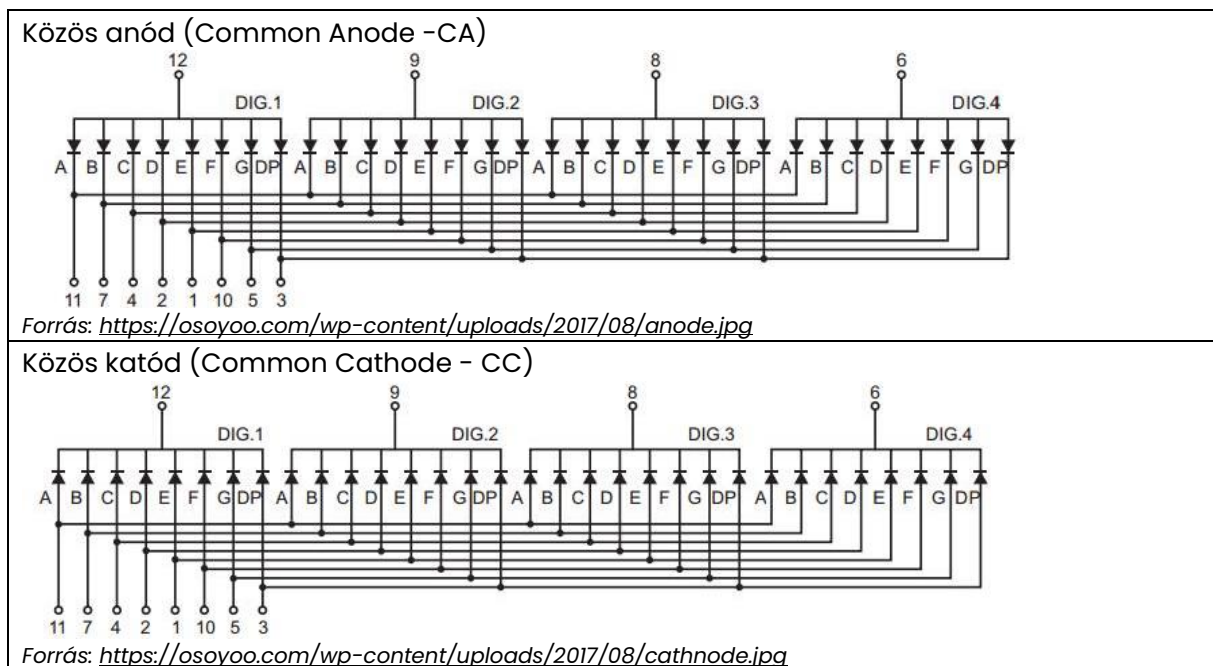 Közös anód (Common Anode -CA)
12 9 8 6
DIG.1 DIG.2 DIG.3 DIG.4
A B C D E F G DP A B C D E F G DP A B C D E F G DP A B C D E F G DP
11 7 4 2 1 10 5 3
Forrás: https://osoyoo.com/wp-content/uploads/2017/08/anode.jpg
Közös katód (Common Cathode - CC)
12 9 8 6
DIG.1 DIG.2 DIG.3 DIG.4
A B C D E F G DP A B C D E F G DP A B C D E F G DP A B C D E F G DP
11 7 4 2 1 10 5 3
Forrás: https://osoyoo.com/wp-content/uploads/2017/08/cathnode.jpg